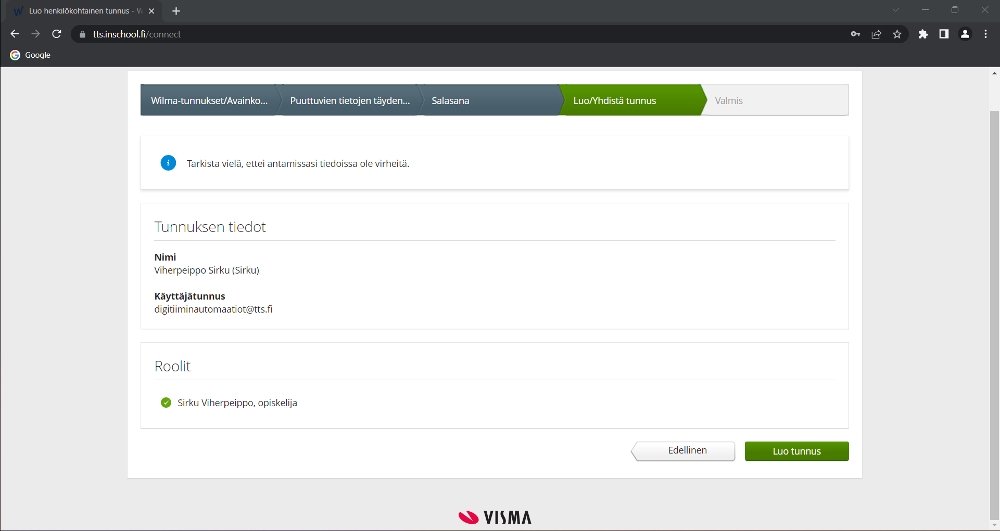 Luo henkilökohtainen tunnus - W
tts.inschool.fi/connect
Google
Wilma-tunnukset/Avainko...
Puuttuvien tietojen täyden...
Salasana
Luo/Yhdistä tunnus
Valmis
Tarkista vielä, ettei antamissasi tiedoissa ole virheitä.
Tunnuksen tiedot
Nimi
Viherpeippo Sirku (Sirku)
Käyttäjätunnus
digitiiminautomaatiot@tts.fi
Roolit
Sirku Viherpeippo, opiskelija
Edellinen
Luo tunnus
VISMA